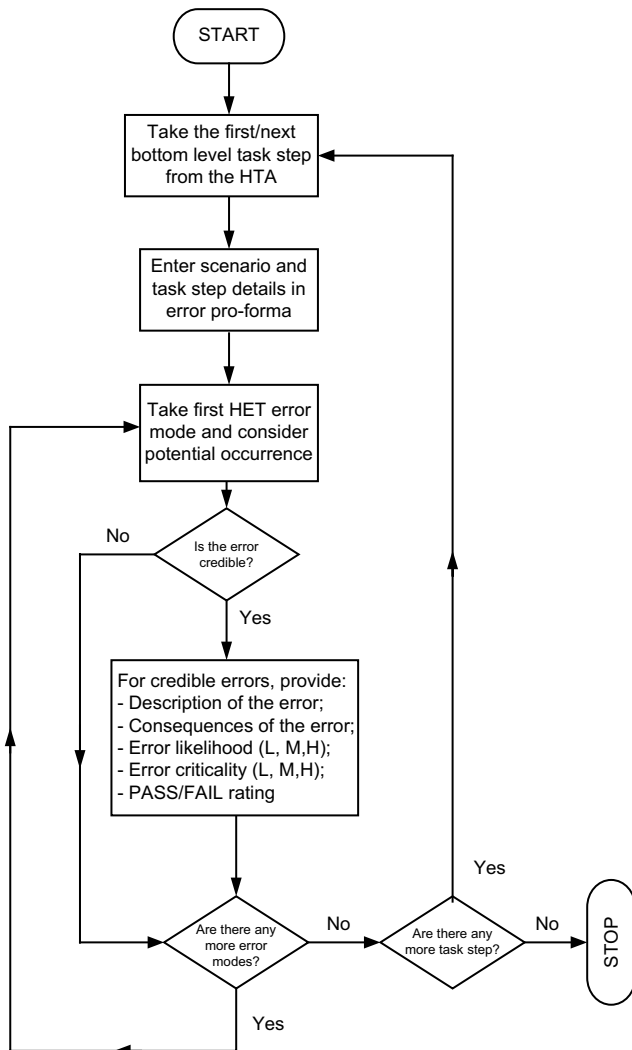 START
Take the first/next
bottom level task step
from the HTA
Enter scenario and
task step details in
error pro-forma
Take first HET error
mode and consider
potential occurrence
No
Is the error
credible?
Yes
For credible errors, provide:
- Description of the error;
- Consequences of the error;
- Error likelihood (L, M,H);
- Error criticality (L, M,H);
- PASS/FAIL rating
Yes
Are there any
more error
modes?
No
Are there any
more task step?
No
STOP
Yes